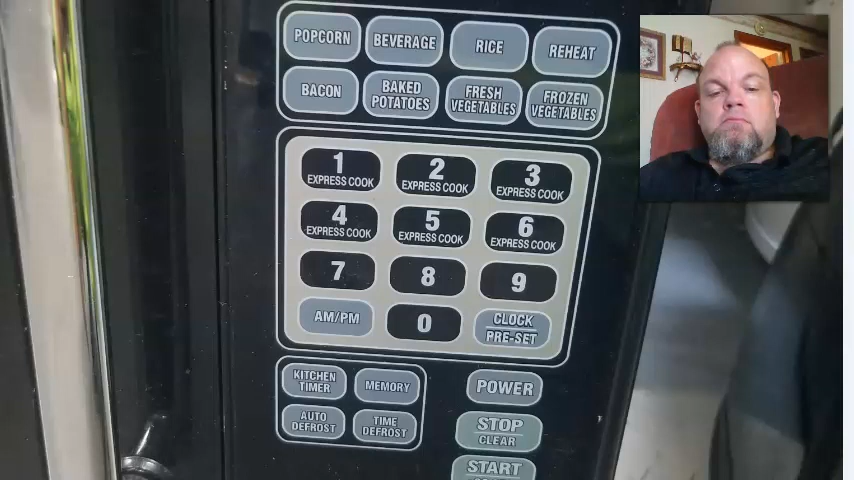 POPCORN
BEVERAGE
RICE
REHEAT
BACON
BAKED
POTATOES
FRESH
VEGETABLES
FROZEN
VEGETABLES
1
EXPRESS COOK
2
EXPRESS COOK
3
EXPRESS COOK
4
EXPRESS COOK
5
EXPRESS COOK
6
EXPRESS COOK
7
8
9
AM/PM
0
CLOCK
PRE-SET
KITCHEN
TIMER
MEMORY
POWER
AUTO
DEFROST
TIME
DEFROST
STOP
CLEAR
START